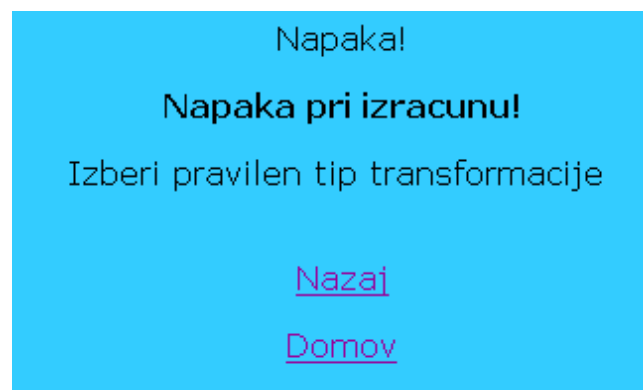 Napaka!
Napaka pri izracunu!
Izberi pravilen tip transformacije
Nazaj
Domov